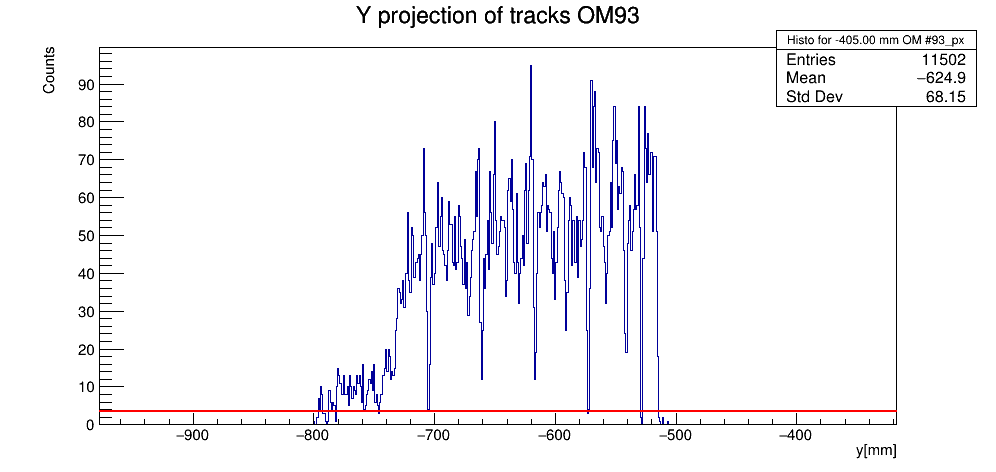 Y projection of tracks OM93
Histo for -405.00 mm OM #93_px
Entries 11502
Mean −624.9
Std Dev 68.15
Counts
90
80
70
60
50
40
30
20
10
0
−900 −800 −700 −600 −500 −400
y[mm]